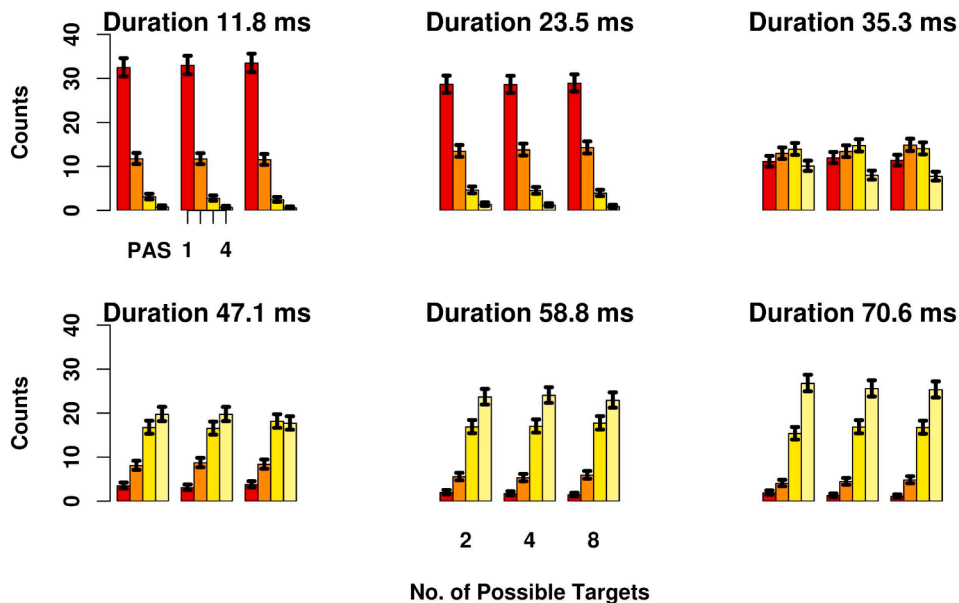 Duration 11.8 ms
Duration 23.5 ms
Duration 35.3 ms
40
30
20
10
0
Counts
PAS 1 4
Duration 47.1 ms
Duration 58.8 ms
Duration 70.6 ms
40
30
20
10
0
Counts
2 4 8
No. of Possible Targets